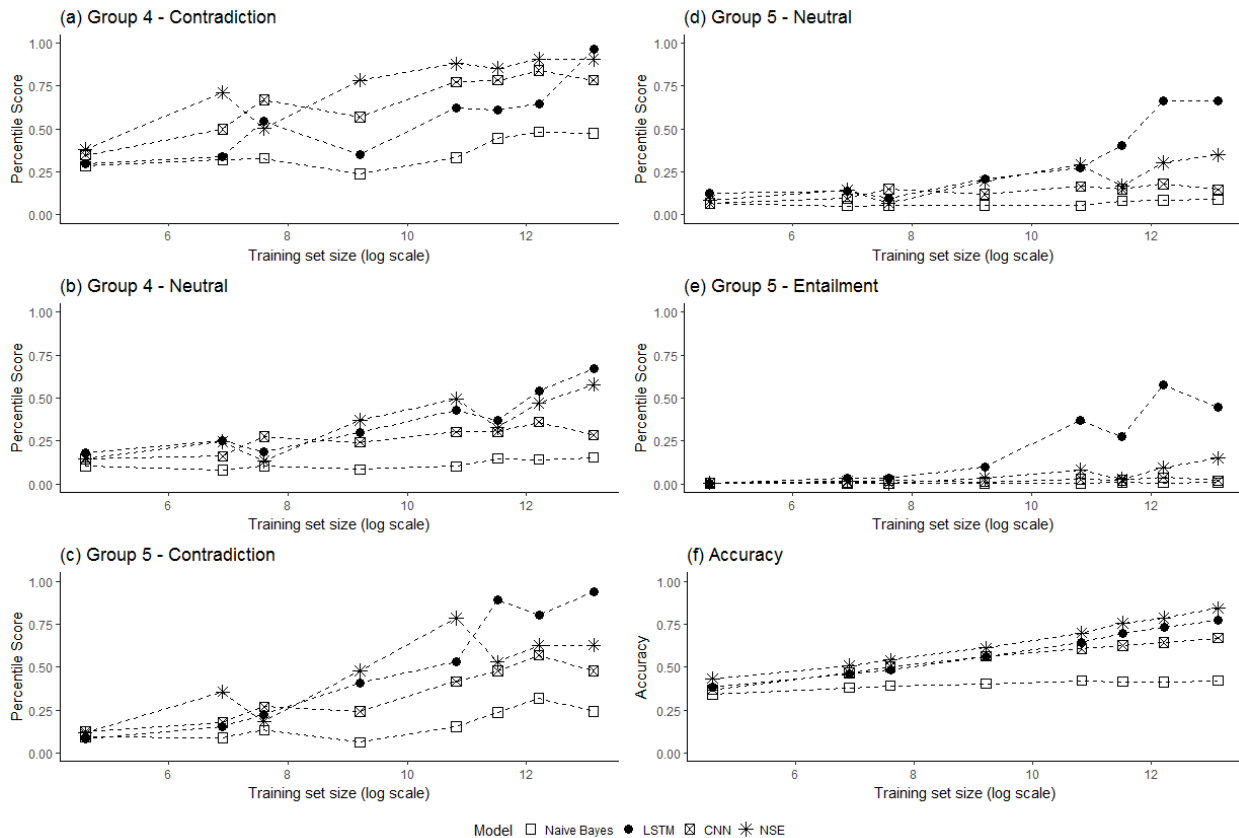 (a) Group 4 - Contradiction
1.00
0.75
0.50
0.25
0.00
Percentile Score
6 8 10 12
Training set size (log scale)
(b) Group 4 - Neutral
1.00
0.75
0.50
0.25
0.00
Percentile Score
6 8 10 12
Training set size (log scale)
(c) Group 5 - Contradiction
1.00
0.75
0.50
0.25
0.00
Percentile Score
6 8 10 12
Training set size (log scale)
(d) Group 5 - Neutral
1.00
0.75
0.50
0.25
0.00
Percentile Score
6 8 10 12
Training set size (log scale)
(e) Group 5 - Entailment
1.00
0.75
0.50
0.25
0.00
Percentile Score
6 8 10 12
Training set size (log scale)
(f) Accuracy
1.00
0.75
0.50
0.25
0.00
Accuracy
6 8 10 12
Training set size (log scale)
Model Naive Bayes LSTM CNN NSE